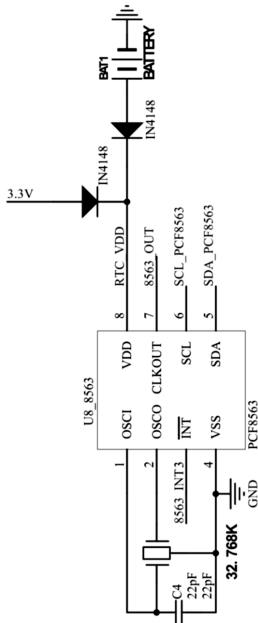 BAT1
BATTERY
IN4148
IN4148
3.3V
RTC_VDD
8563_OUT
SCL_PCF8563
SDA_PCF8563
8
7
6
5
U8_8563
VDD
CLKOUT
SCL
SDA
OSCI
OSCO
INT
VSS
PCF8563
1
2
8563_INT 3
4
GND
32.768K
C4
22pF
22pF